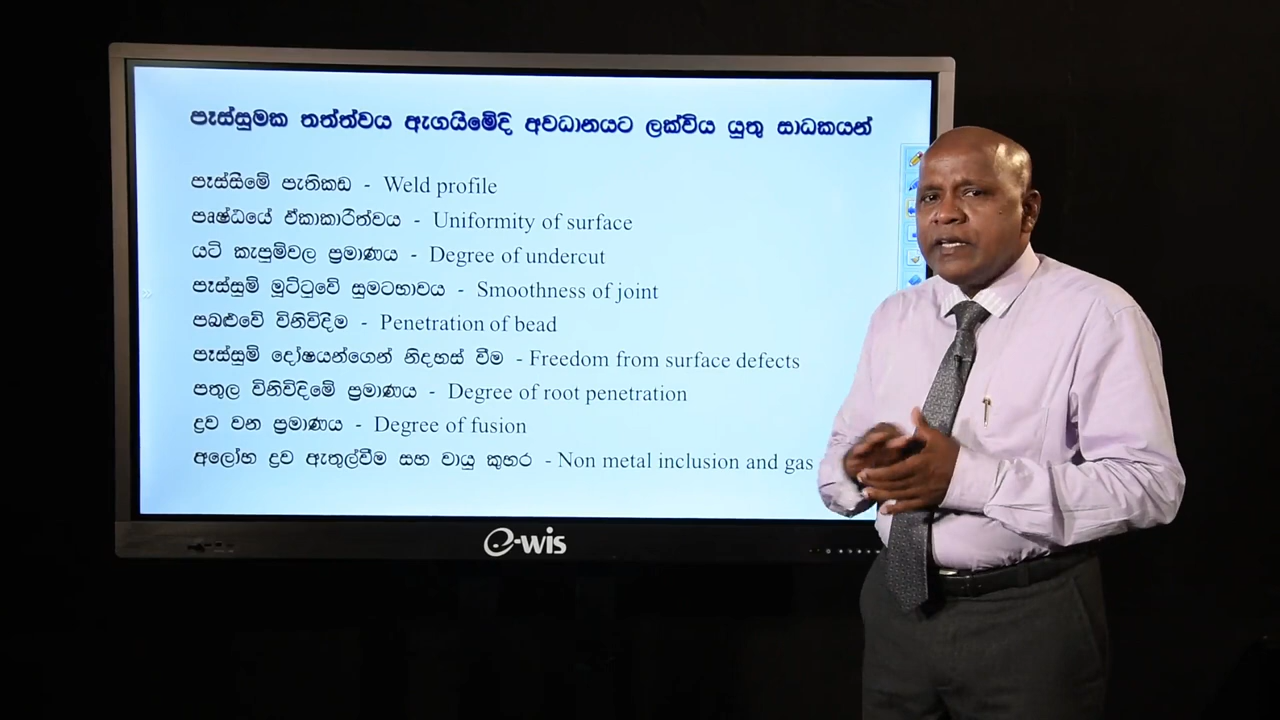 පෑස්සුමක තත්ත්වය ඇගයීමේදි අවධානයට ලක්විය යුතු සාධකයන්
පෑස්සීමේ පැතිකඩ - Weld profile
පෘෂ්ඨයේ ඒකාකාරීත්වය - Uniformity of surface
යටි කැපුම්වල ප්‍රමාණය - Degree of undercut
පෑස්සුම් මූට්ටුවේ සුමටභාවය - Smoothness of joint
පබළුවේ විනිවිදීම - Penetration of bead
පෑස්සුම් දෝෂයන්ගෙන් නිදහස් වීම - Freedom from surface defects
පතුල විනිවිදීමේ ප්‍රමාණය - Degree of root penetration
ද්‍රව වන ප්‍රමාණය - Degree of fusion
අලෝහ ද්‍රව ඇතුල්වීම සහ වායු කුහර - Non metal inclusion and gas
e-wis